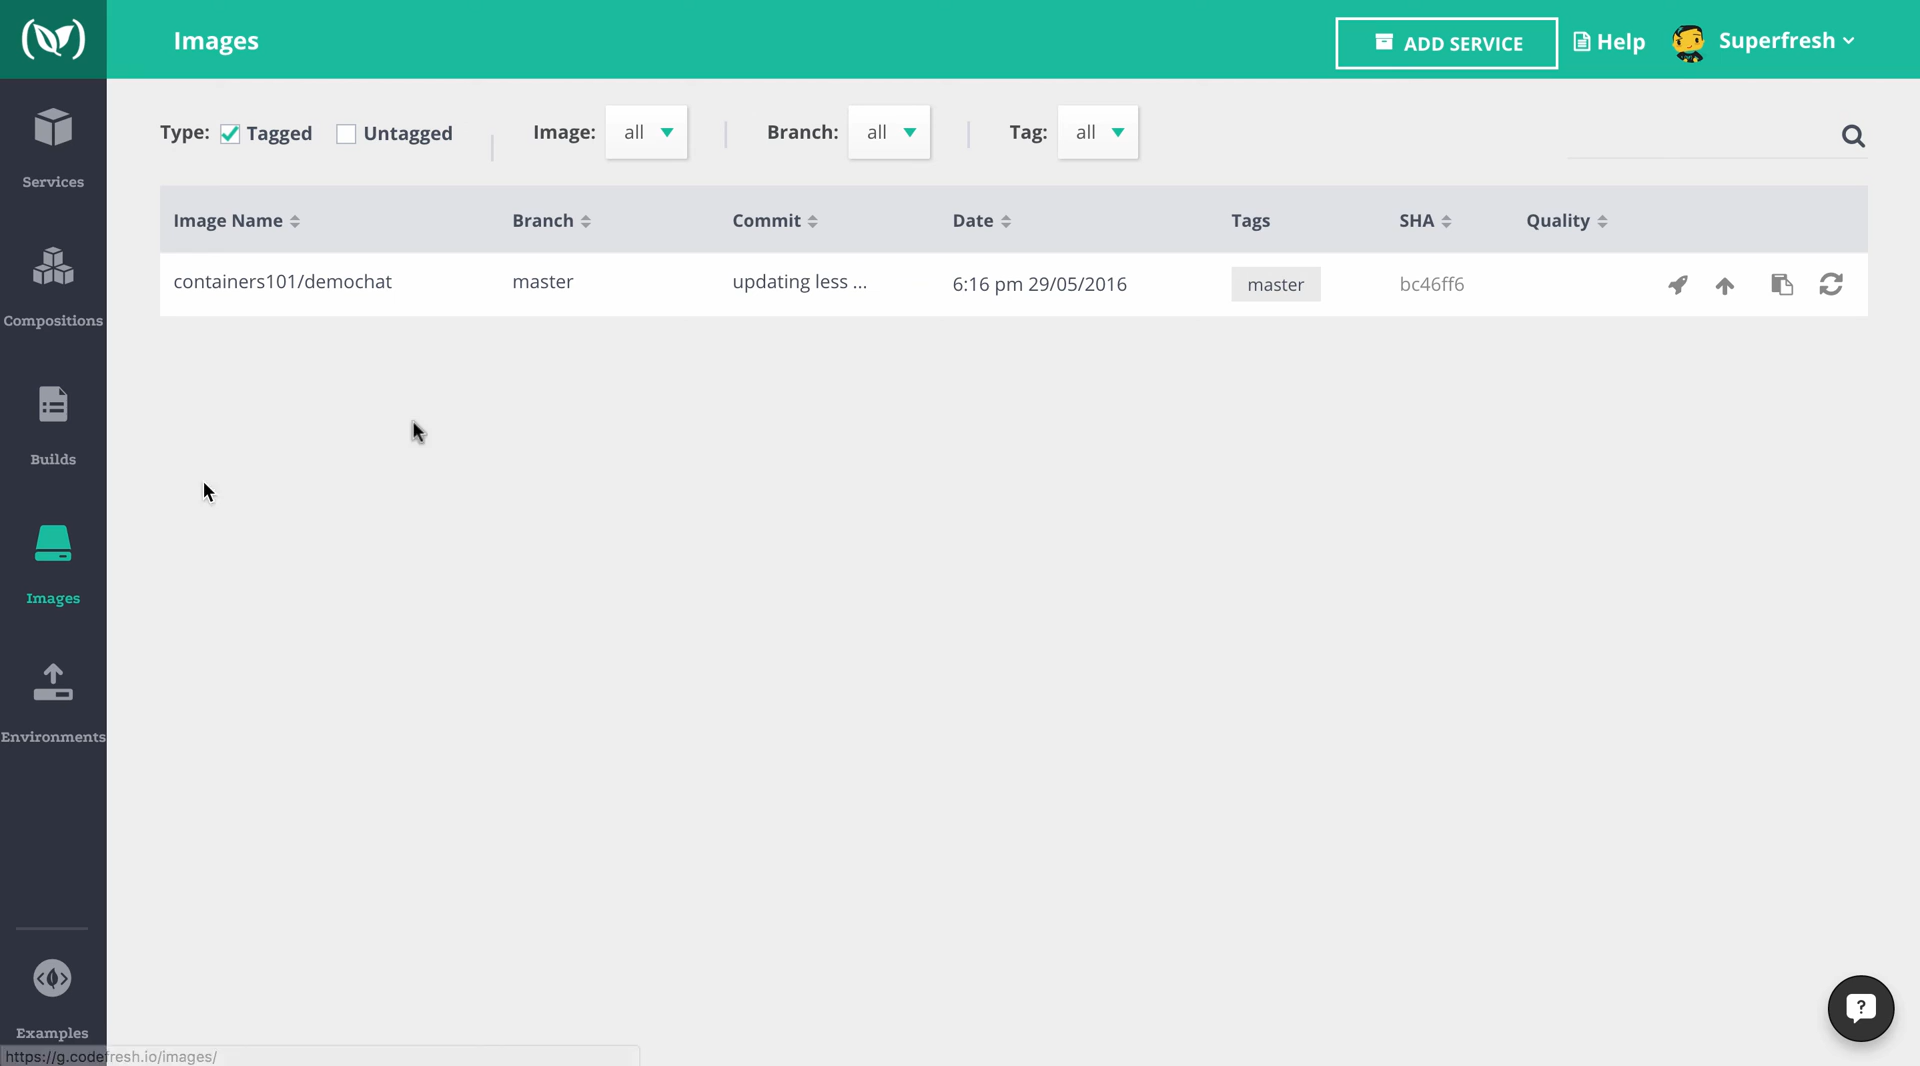 Images
ADD SERVICE
Help
Superfresh
Services
Compositions
Builds
Images
Environments
Examples
Type: Tagged Untagged Image: all Branch: all Tag: all
Image Name Branch Commit Date Tags SHA Quality
containers101/demochat master updating less ... 6:16 pm 29/05/2016 master bc46ff6
https://g.codefresh.io/images/